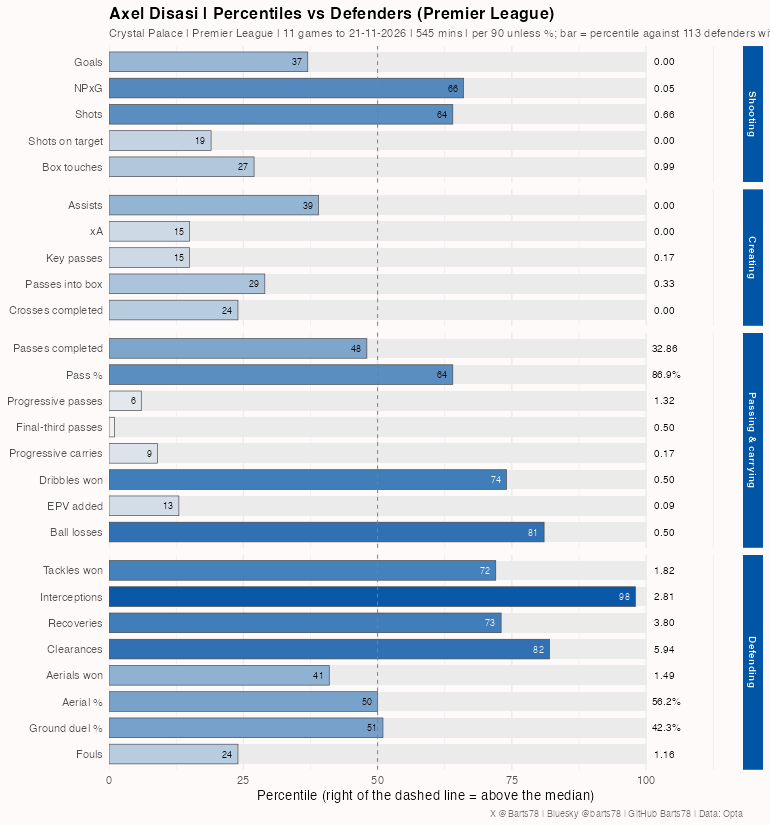 Axel Disasi | Percentiles vs Defenders (Premier League)
Crystal Palace | Premier League | 11 games to 21-11-2026 | 545 mins | per 90 unless %; bar = percentile against 113 defenders
Goals 37 0.00
NPxG 66 0.05
Shots 64 0.66
Shots on target 19 0.00
Box touches 27 0.99
Shooting
Assists 39 0.00
xA 15 0.00
Key passes 15 0.17
Passes into box 29 0.33
Crosses completed 24 0.00
Creating
Passes completed 48 32.86
Pass % 64 86.9%
Progressive passes 6 1.32
Final-third passes 0.50
Progressive carries 9 0.17
Dribbles won 74 0.50
EPV added 13 0.09
Ball losses 81 0.50
Passing & carrying
Tackles won 72 1.82
Interceptions 98 2.81
Recoveries 73 3.80
Clearances 82 5.94
Aerials won 41 1.49
Aerial % 50 56.2%
Ground duel % 51 42.3%
Fouls 24 1.16
Defending
0 25 50 75 100
Percentile (right of the dashed line = above the median)
X @Barts78 | Bluesky @barts78 | GitHub Barts78 | Data: Opta